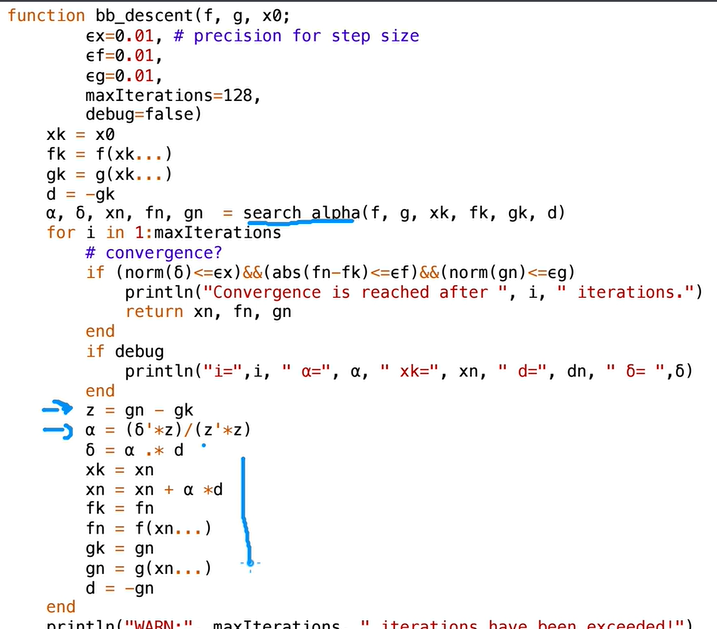 function bb_descent(f, g, x0;
ϵx=0.01, # precision for step size
ϵf=0.01,
ϵg=0.01,
maxIterations=128,
debug=false)
xk = x0
fk = f(xk...)
gk = g(xk...)
d = -gk
α, δ, xn, fn, gn = search_alpha(f, g, xk, fk, gk, d)
for i in 1:maxIterations
# convergence?
if (norm(δ)<=ϵx)&&(abs(fn-fk)<=ϵf)&&(norm(gn)<=ϵg)
println("Convergence is reached after ", i, " iterations.")
return xn, fn, gn
end
if debug
println("i=",i, " α=", α, " xk=", xn, " d=", dn, " δ= ",δ)
end
z = gn - gk
α = (δ'*z)/(z'*z)
δ = α .* d
xk = xn
xn = xn + α *d
fk = fn
fn = f(xn...)
gk = gn
gn = g(xn...)
d = -gn
end
println("WARN:", maxIterations, " iterations have been exceeded!")